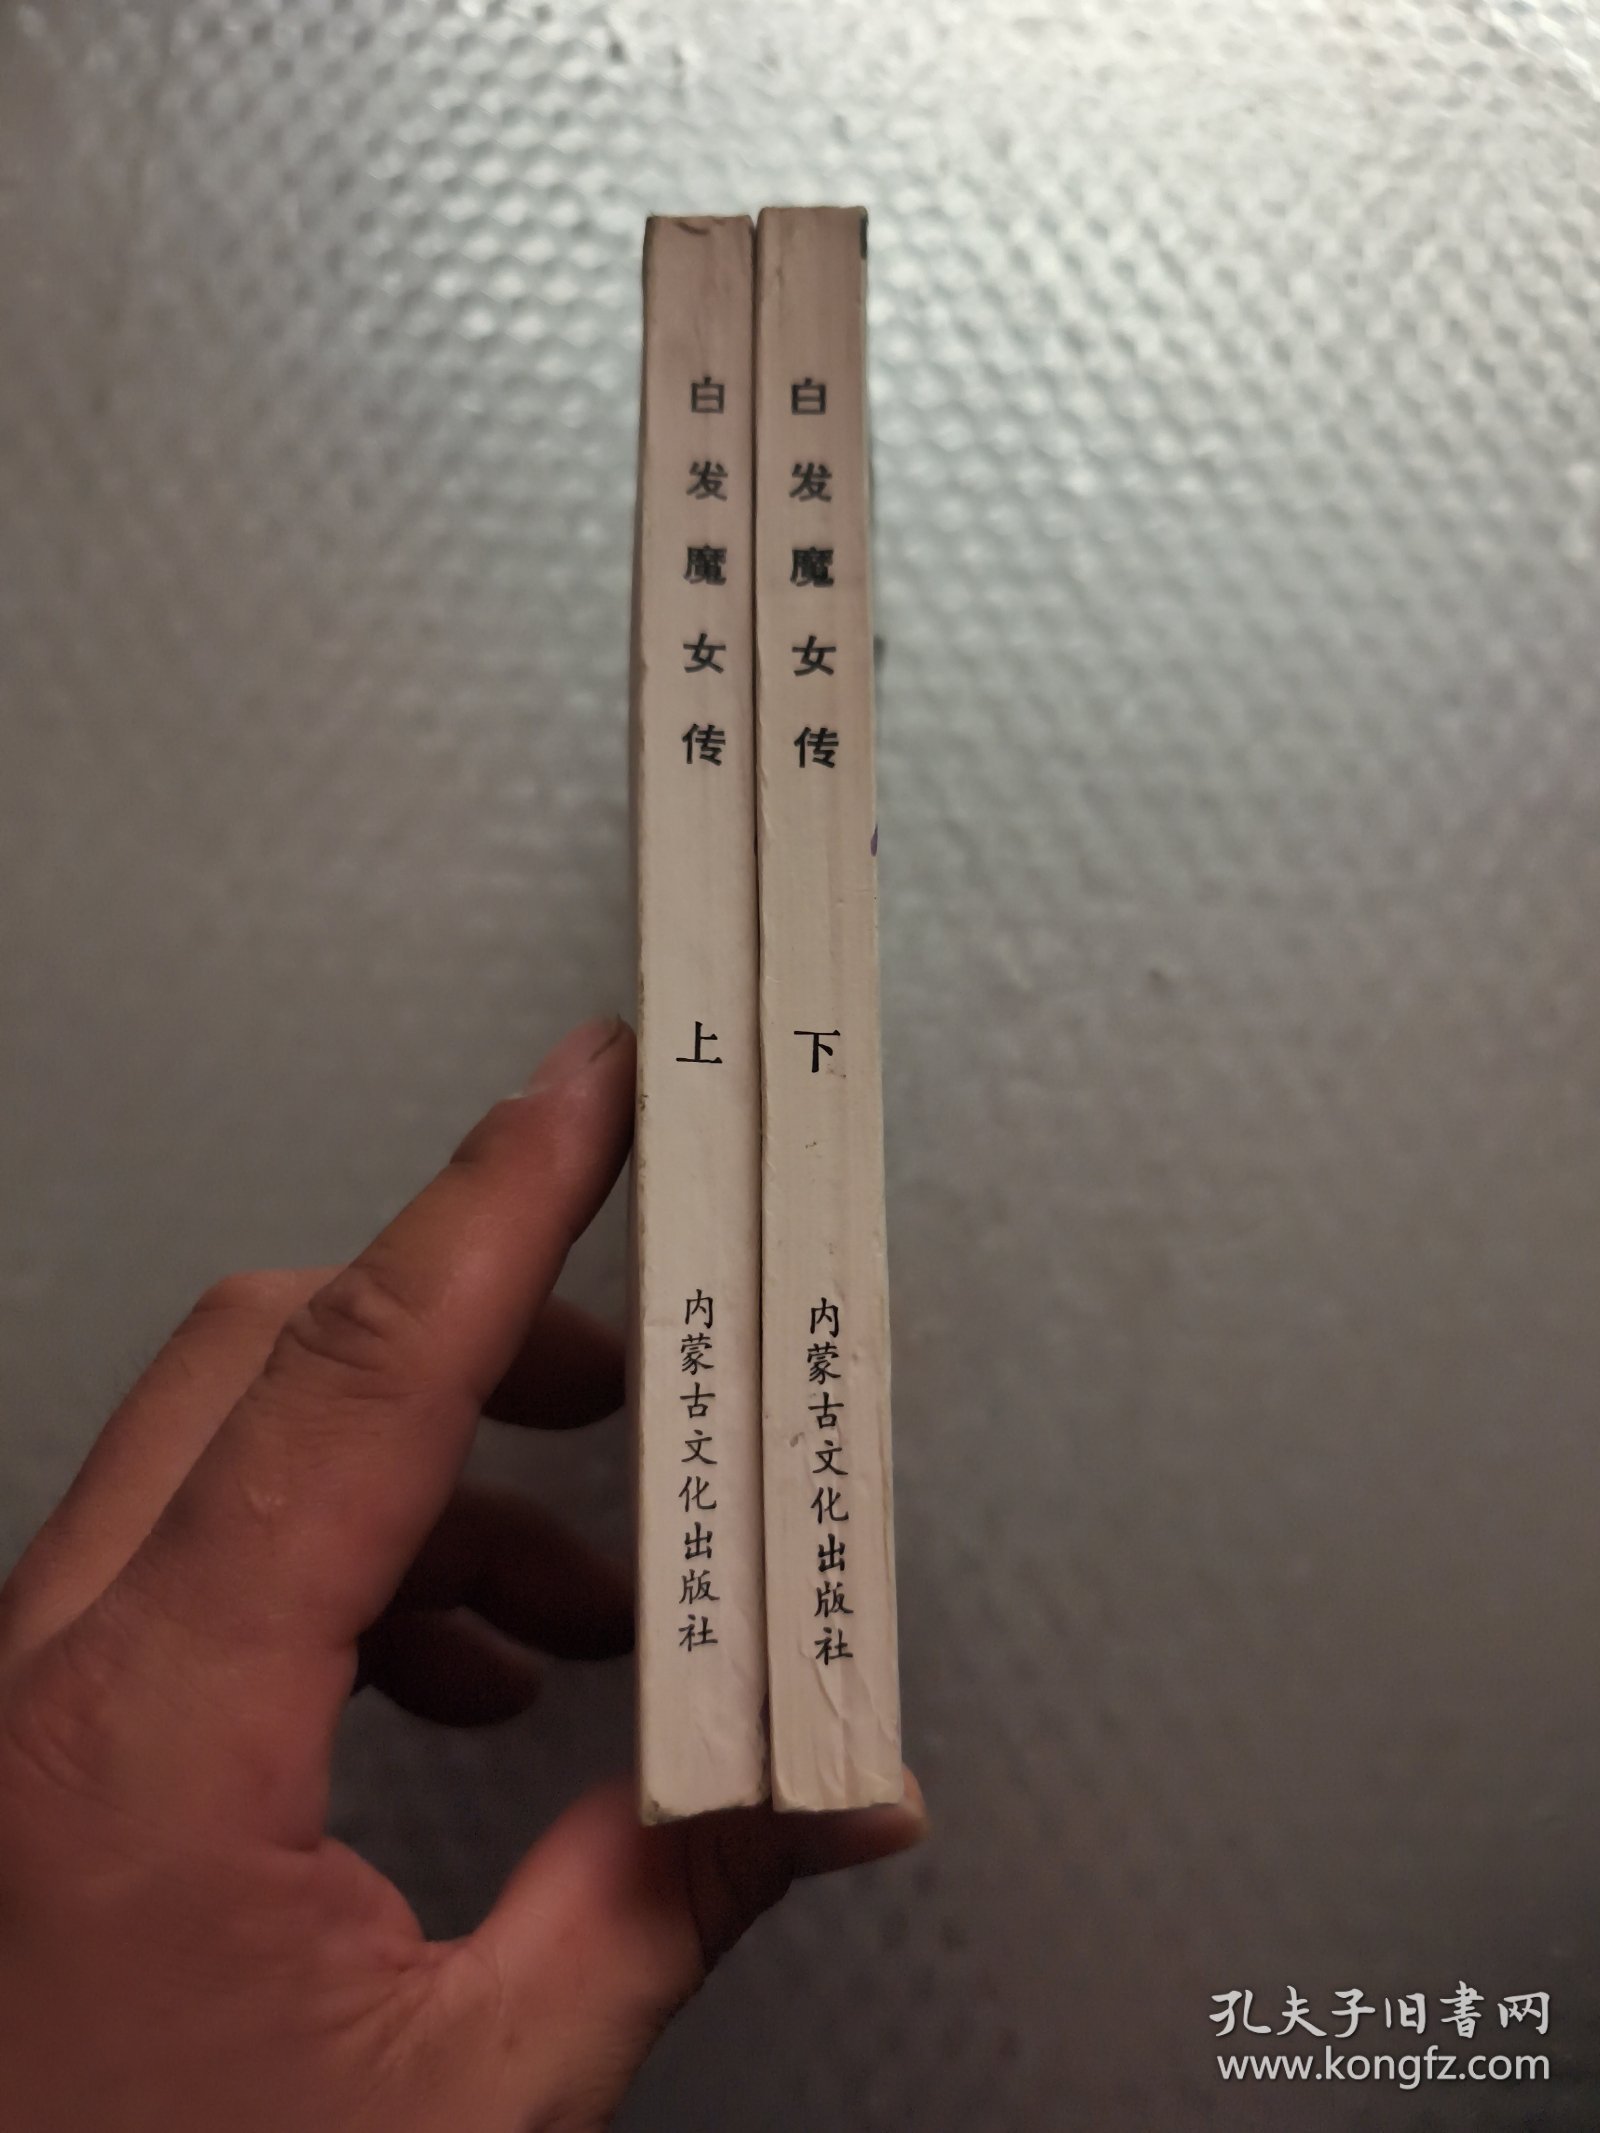 白发魔女传
上
内蒙古文化出版社
白发魔女传
下
内蒙古文化出版社
孔夫子旧書网
www.kongfz.com